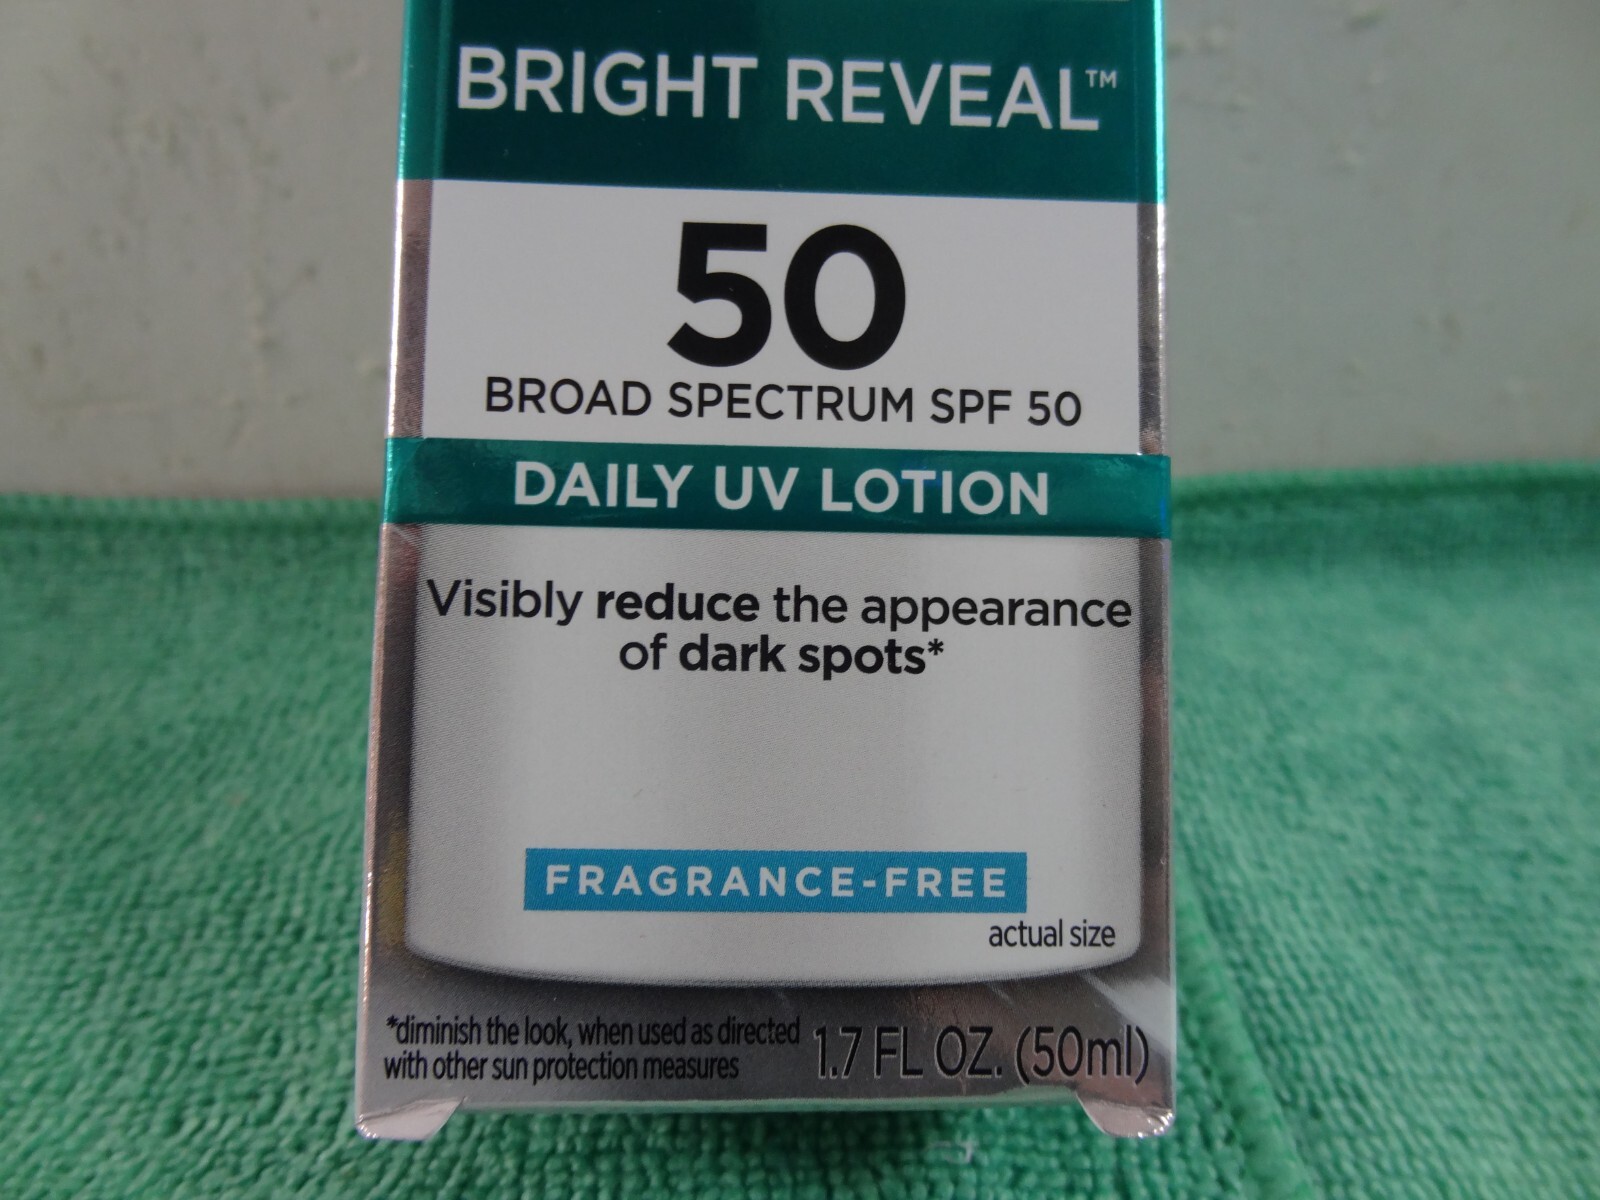 BRIGHT REVEAL™
50
BROAD SPECTRUM SPF 50
DAILY UV LOTION
Visibly reduce the appearance
of dark spots*
FRAGRANCE-FREE
actual size
*diminish the look, when used as directed
with other sun protection measures
1.7 FL OZ. (50ml)